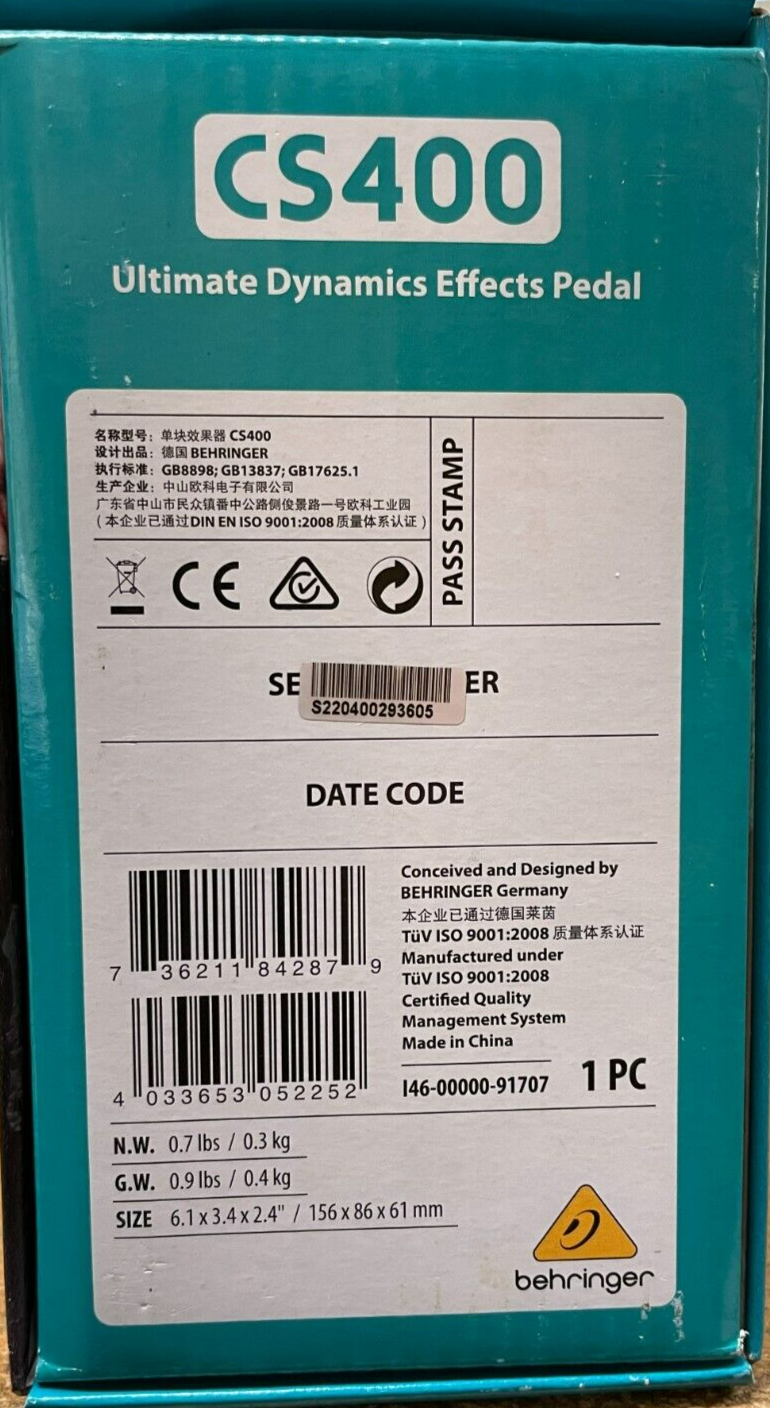 CS400
Ultimate Dynamics Effects Pedal
名称型号: 单块效果器 CS400
设计出品: 德国 BEHRINGER
执行标准: GB8898; GB13837; GB17625.1
生产企业: 中山欧科电子有限公司
广东省中山市民众镇番中公路侧俊景路一号欧科工业园
(本企业已通过DIN EN ISO 9001:2008 质量体系认证)
PASS STAMP
CE
SE ER
S220400293605
DATE CODE
7 36211 84287 9
4 033653 052252
Conceived and Designed by
BEHRINGER Germany
本企业已通过德国莱茵
TüV ISO 9001:2008 质量体系认证
Manufactured under
TüV ISO 9001:2008
Certified Quality
Management System
Made in China
I46-00000-91707 1 PC
N.W. 0.7 lbs / 0.3 kg
G.W. 0.9 lbs / 0.4 kg
SIZE 6.1 x 3.4 x 2.4" / 156 x 86 x 61 mm
behringer